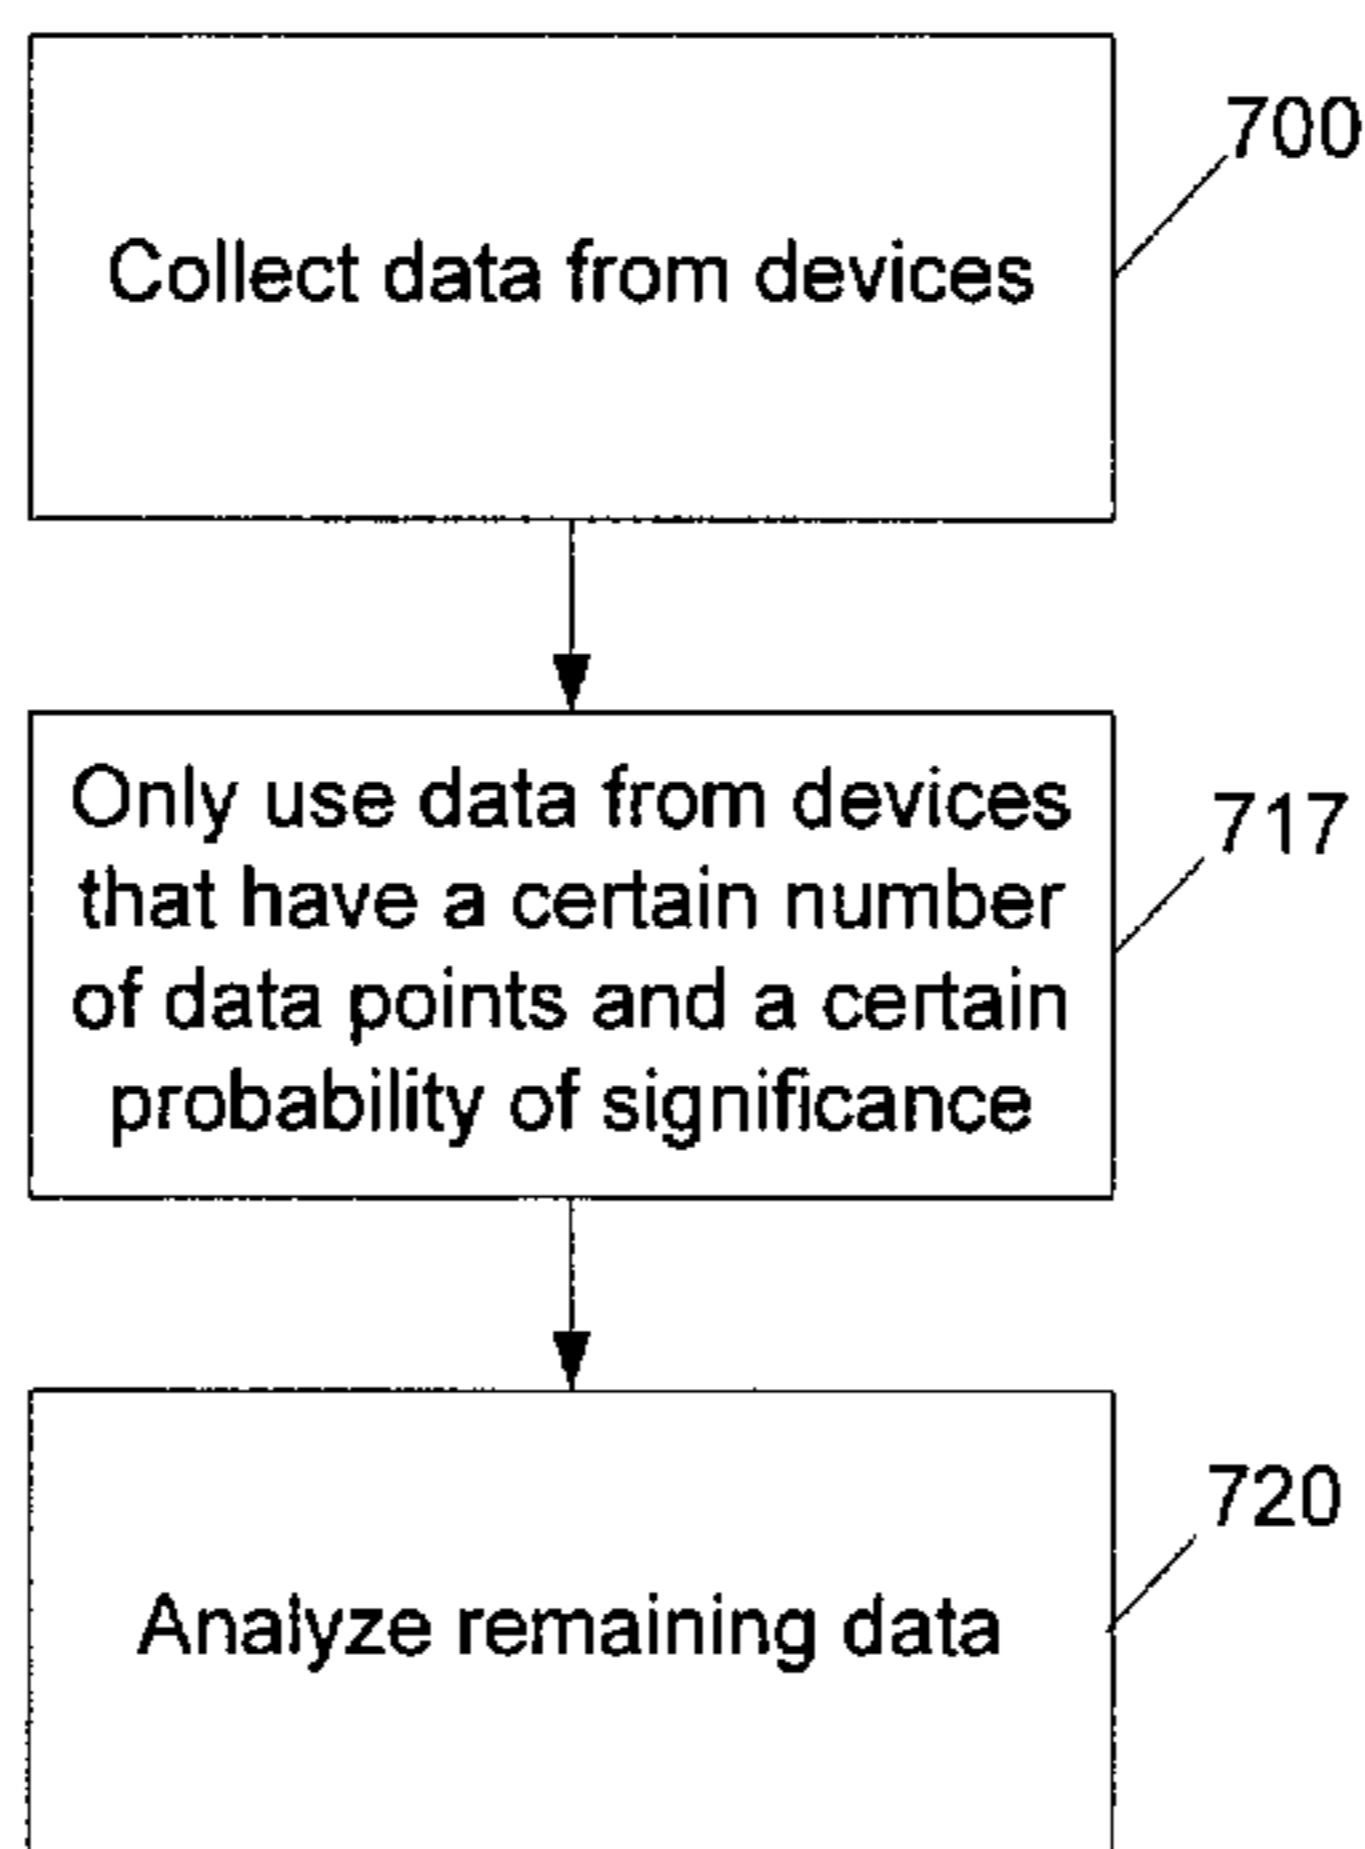 700
Collect data from devices
Only use data from devices
717
that have a certain number
of data points and a certain
probability of significance
720
Analyze remaining data